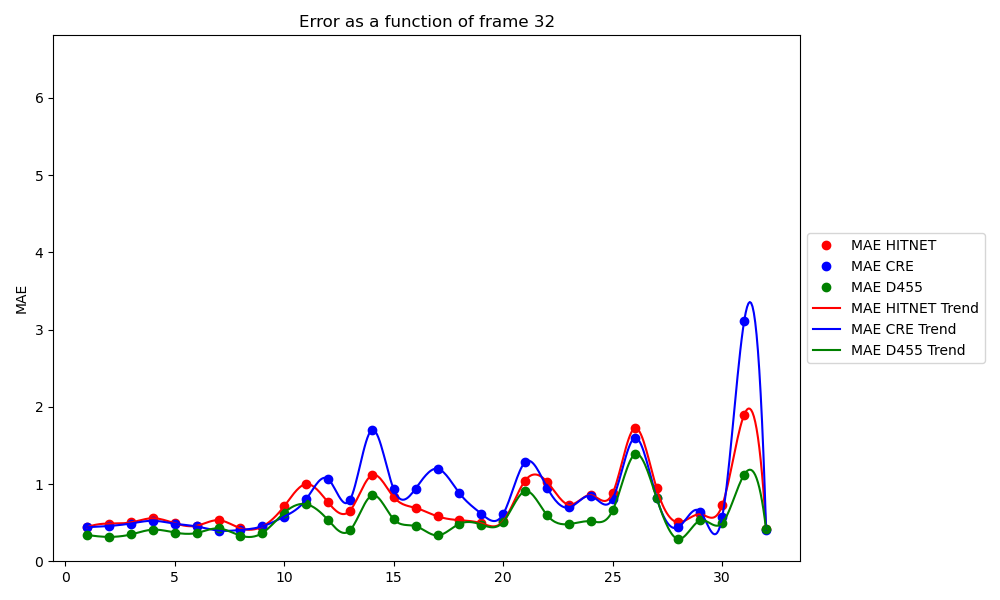 Error as a function of frame 32
MAE
6
5
4
3
2
1
0
0 5 10 15 20 25 30
MAE HITNET
MAE CRE
MAE D455
MAE HITNET Trend
MAE CRE Trend
MAE D455 Trend